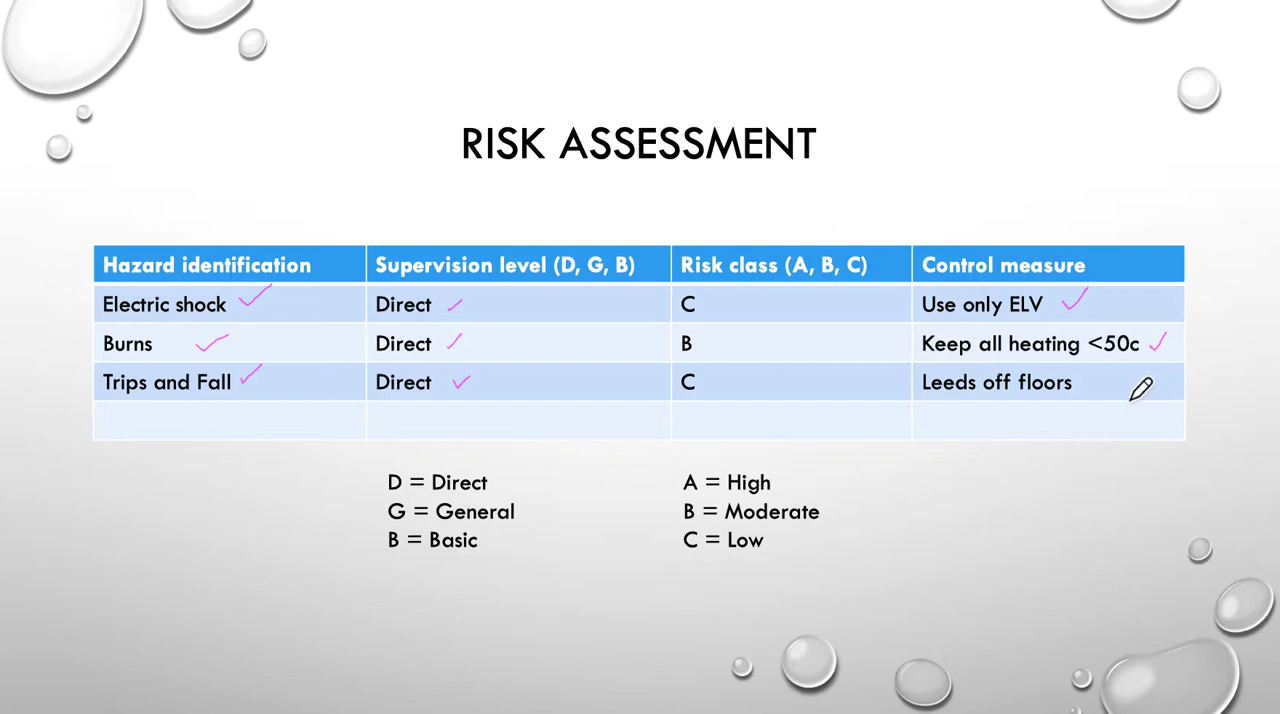 RISK ASSESSMENT
Hazard identification Supervision level (D, G, B) Risk class (A, B, C) Control measure
Electric shock Direct C Use only ELV
Burns Direct B Keep all heating <50c
Trips and Fall Direct C Leeds off floors
D = Direct A = High
G = General B = Moderate
B = Basic C = Low